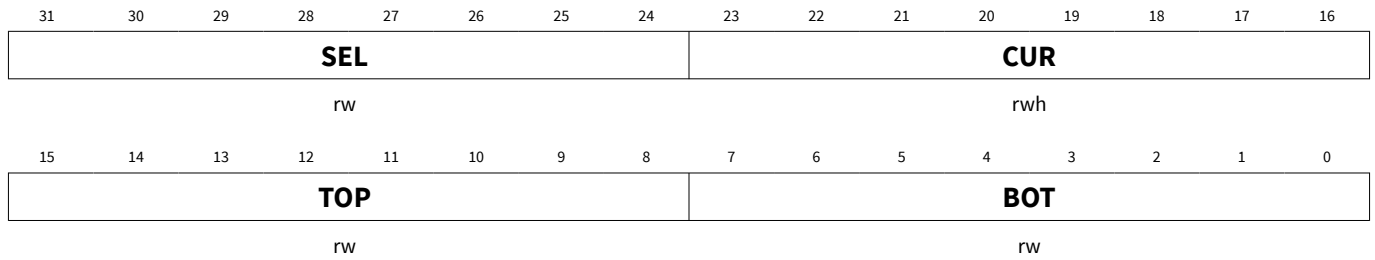 31 30 29 28 27 26 25 24 23 22 21 20 19 18 17 16
SEL CUR
rw rwh
15 14 13 12 11 10 9 8 7 6 5 4 3 2 1 0
TOP BOT
rw rw